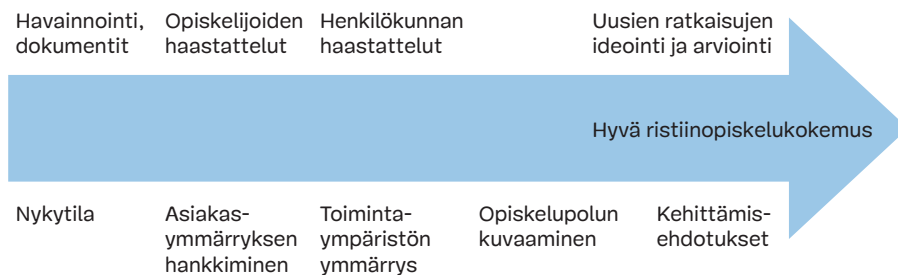 Havainnointi,
dokumentit
Opiskelijoiden
haastattelut
Henkilökunnan
haastattelut
Uusien ratkaisujen
ideointi ja arviointi
Hyvä ristiinopiskelukokemus
Nykytila
Asiakas-
ymmärryksen
hankkiminen
Toiminta-
ympäristön
ymmärrys
Opiskelupolun
kuvaaminen
Kehittämis-
ehdotukset